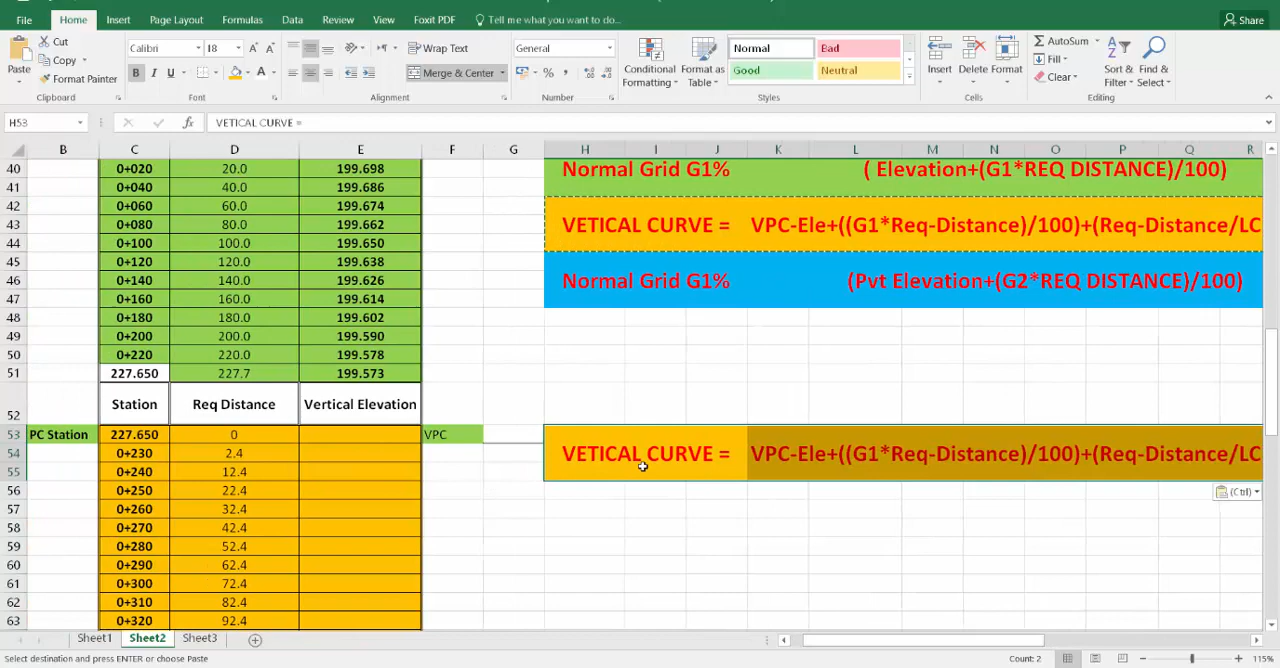 File Home Insert Page Layout Formulas Data Review View Foxit PDF Tell me what you want to do... Share
Paste Cut Copy Format Painter Clipboard
Calibri 18 B I U Font
Wrap Text Merge & Center Alignment
General % Number
Conditional Formatting Format as Table Normal Bad Good Neutral Styles
Insert Delete Format Cells
AutoSum Fill Clear Sort & Filter Find & Select Editing
H53 fx VETICAL CURVE =
B C D E F G H I J K L M N O P Q R
40 0+020 20.0 199.698 Normal Grid G1% ( Elevation+(G1*REQ DISTANCE)/100)
41 0+040 40.0 199.686
42 0+060 60.0 199.674
43 0+080 80.0 199.662 VETICAL CURVE = VPC-Ele+((G1*Req-Distance)/100)+(Req-Distance/LC
44 0+100 100.0 199.650
45 0+120 120.0 199.638
46 0+140 140.0 199.626 Normal Grid G1% (Pvt Elevation+(G2*REQ DISTANCE)/100)
47 0+160 160.0 199.614
48 0+180 180.0 199.602
49 0+200 200.0 199.590
50 0+220 220.0 199.578
51 227.650 227.7 199.573
52 Station Req Distance Vertical Elevation
53 PC Station 227.650 0 VPC
54 0+230 2.4 VETICAL CURVE = VPC-Ele+((G1*Req-Distance)/100)+(Req-Distance/LC
55 0+240 12.4
56 0+250 22.4 (Ctrl)
57 0+260 32.4
58 0+270 42.4
59 0+280 52.4
60 0+290 62.4
61 0+300 72.4
62 0+310 82.4
63 0+320 92.4
Sheet1 Sheet2 Sheet3
Select destination and press ENTER or choose Paste Count: 2 115%